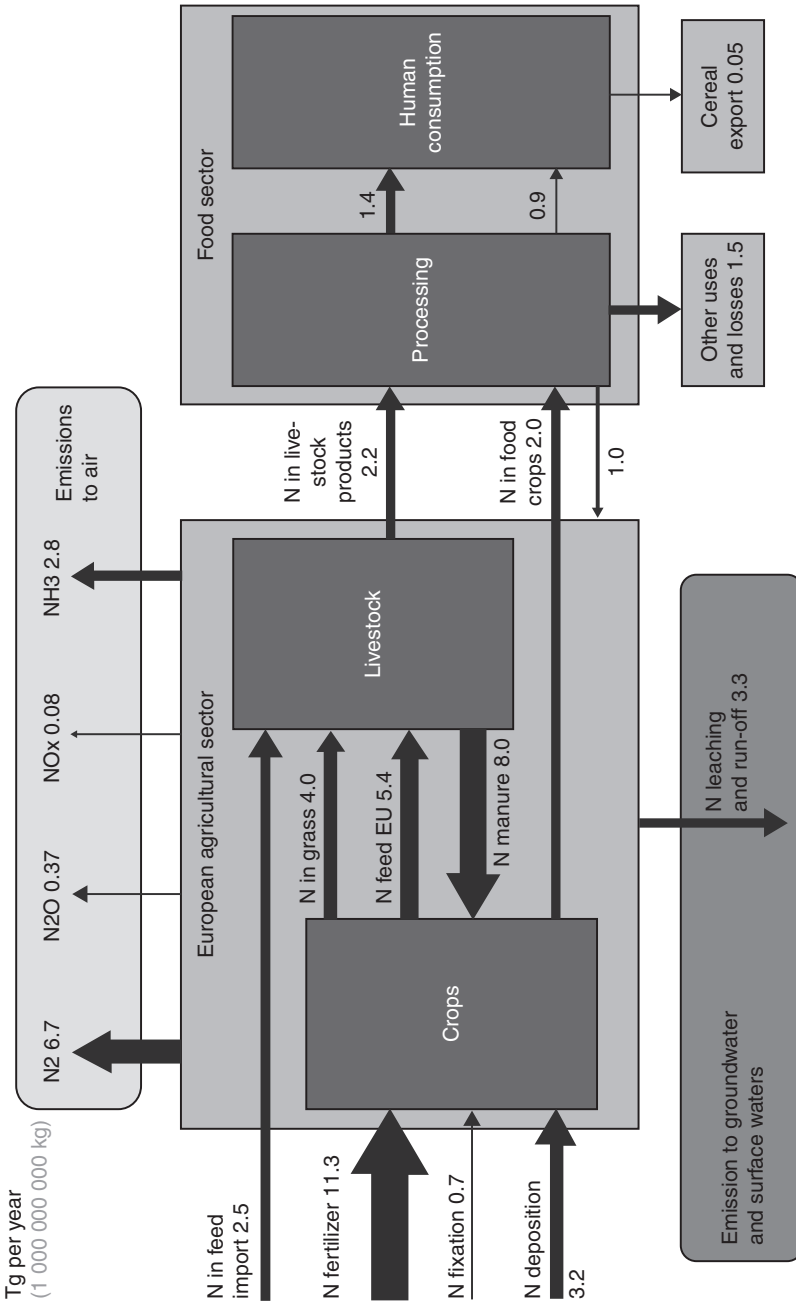 Tg per year
(1 000 000 000 kg)
N2 6.7
N2O 0.37
NOx 0.08
NH3 2.8
Emissions
to air
European agricultural sector
Food sector
N in feed
import 2.5
N fertilizer 11.3
N fixation 0.7
N deposition
3.2
Crops
N in grass 4.0
N feed EU 5.4
N manure 8.0
Livestock
N in live-
stock
products
2.2
N in food
crops 2.0
1.0
Processing
1.4
0.9
Human
consumption
Emission to groundwater
and surface waters
N leaching
and run-off 3.3
Other uses
and losses 1.5
Cereal
export 0.05